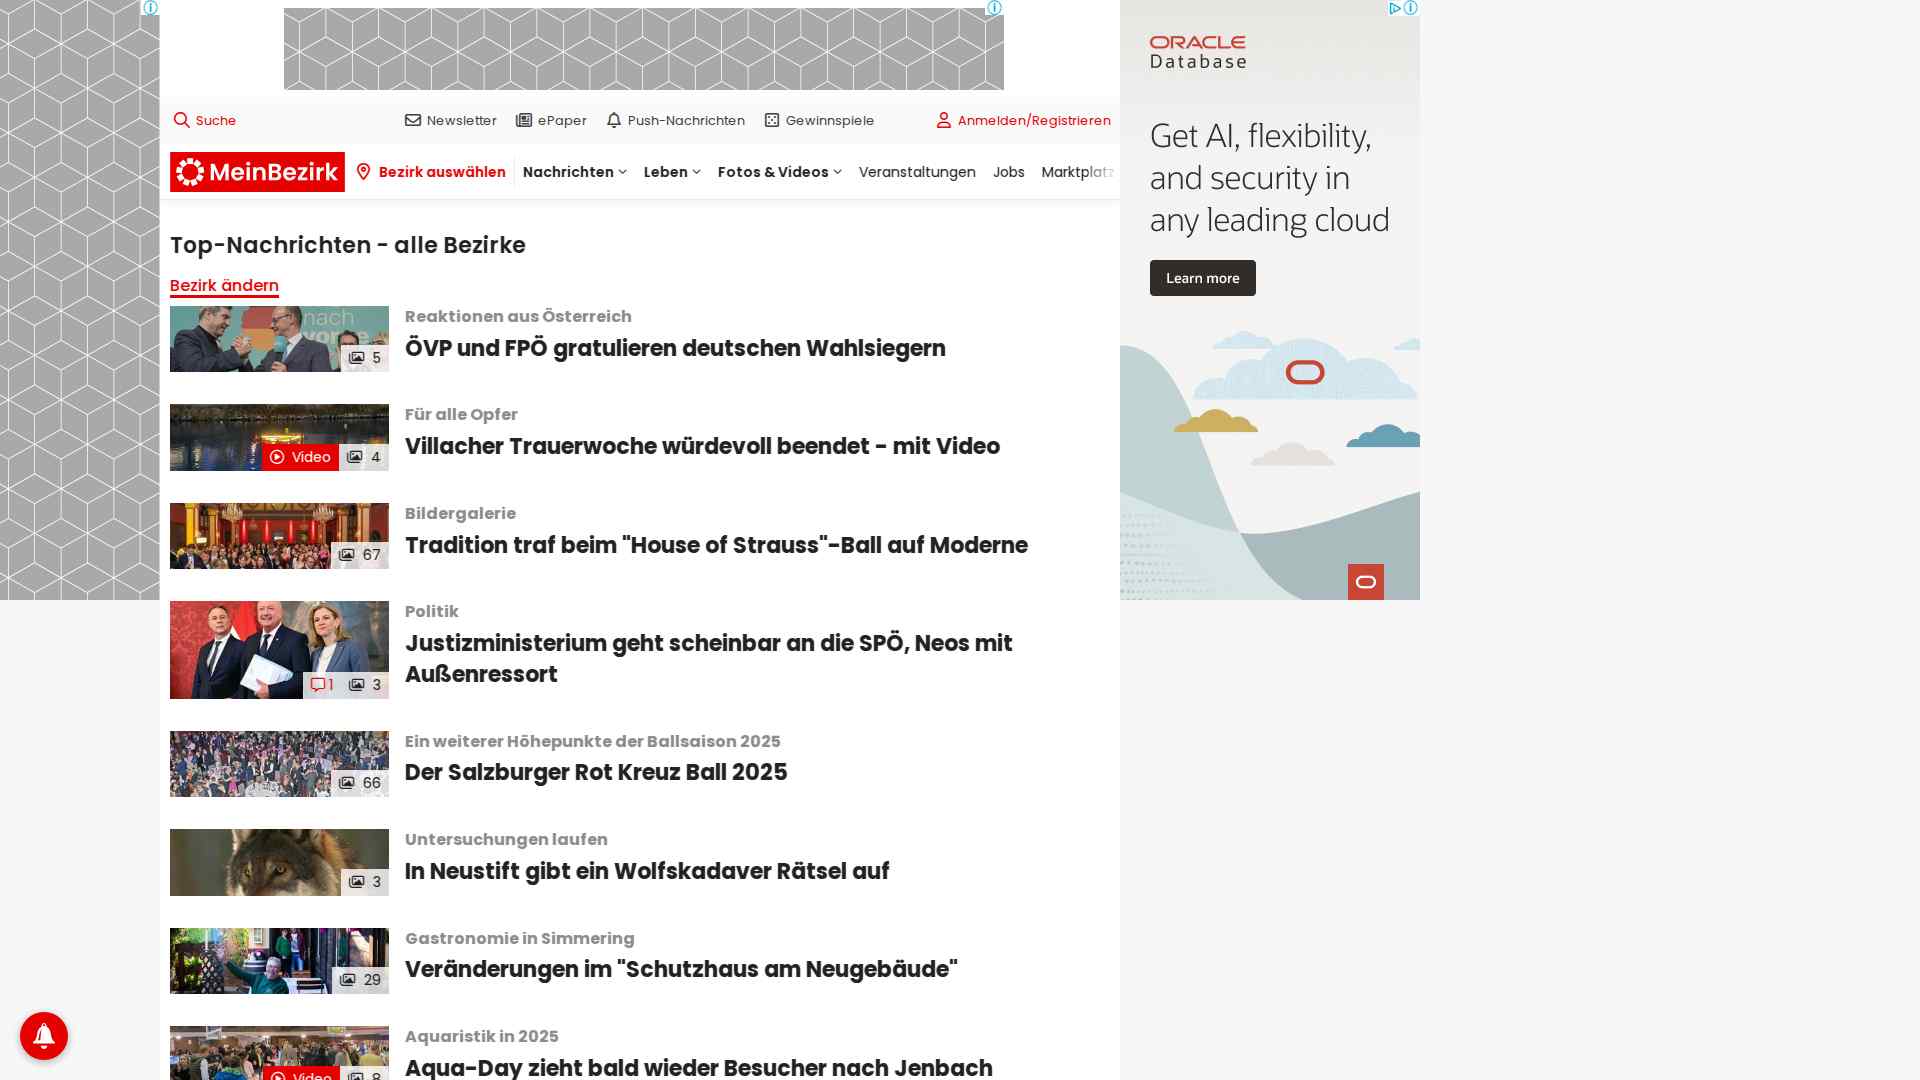 Suche
Newsletter
ePaper
Push-Nachrichten
Gewinnspiele
Anmelden/Registrieren
MeinBezirk
Bezirk auswählen
Nachrichten
Leben
Fotos & Videos
Veranstaltungen
Jobs
Marktplatz
Top-Nachrichten - alle Bezirke
Bezirk ändern
5
Reaktionen aus Österreich
ÖVP und FPÖ gratulieren deutschen Wahlsiegern
Video 4
Für alle Opfer
Villacher Trauerwoche würdevoll beendet - mit Video
67
Bildergalerie
Tradition traf beim "House of Strauss"-Ball auf Moderne
1 3
Politik
Justizministerium geht scheinbar an die SPÖ, Neos mit
Außenressort
66
Ein weiterer Höhepunkte der Ballsaison 2025
Der Salzburger Rot Kreuz Ball 2025
3
Untersuchungen laufen
In Neustift gibt ein Wolfskadaver Rätsel auf
29
Gastronomie in Simmering
Veränderungen im "Schutzhaus am Neugebäude"
Video 8
Aquaristik in 2025
Aqua-Day zieht bald wieder Besucher nach Jenbach
ORACLE
Database
Get AI, flexibility,
and security in
any leading cloud
Learn more